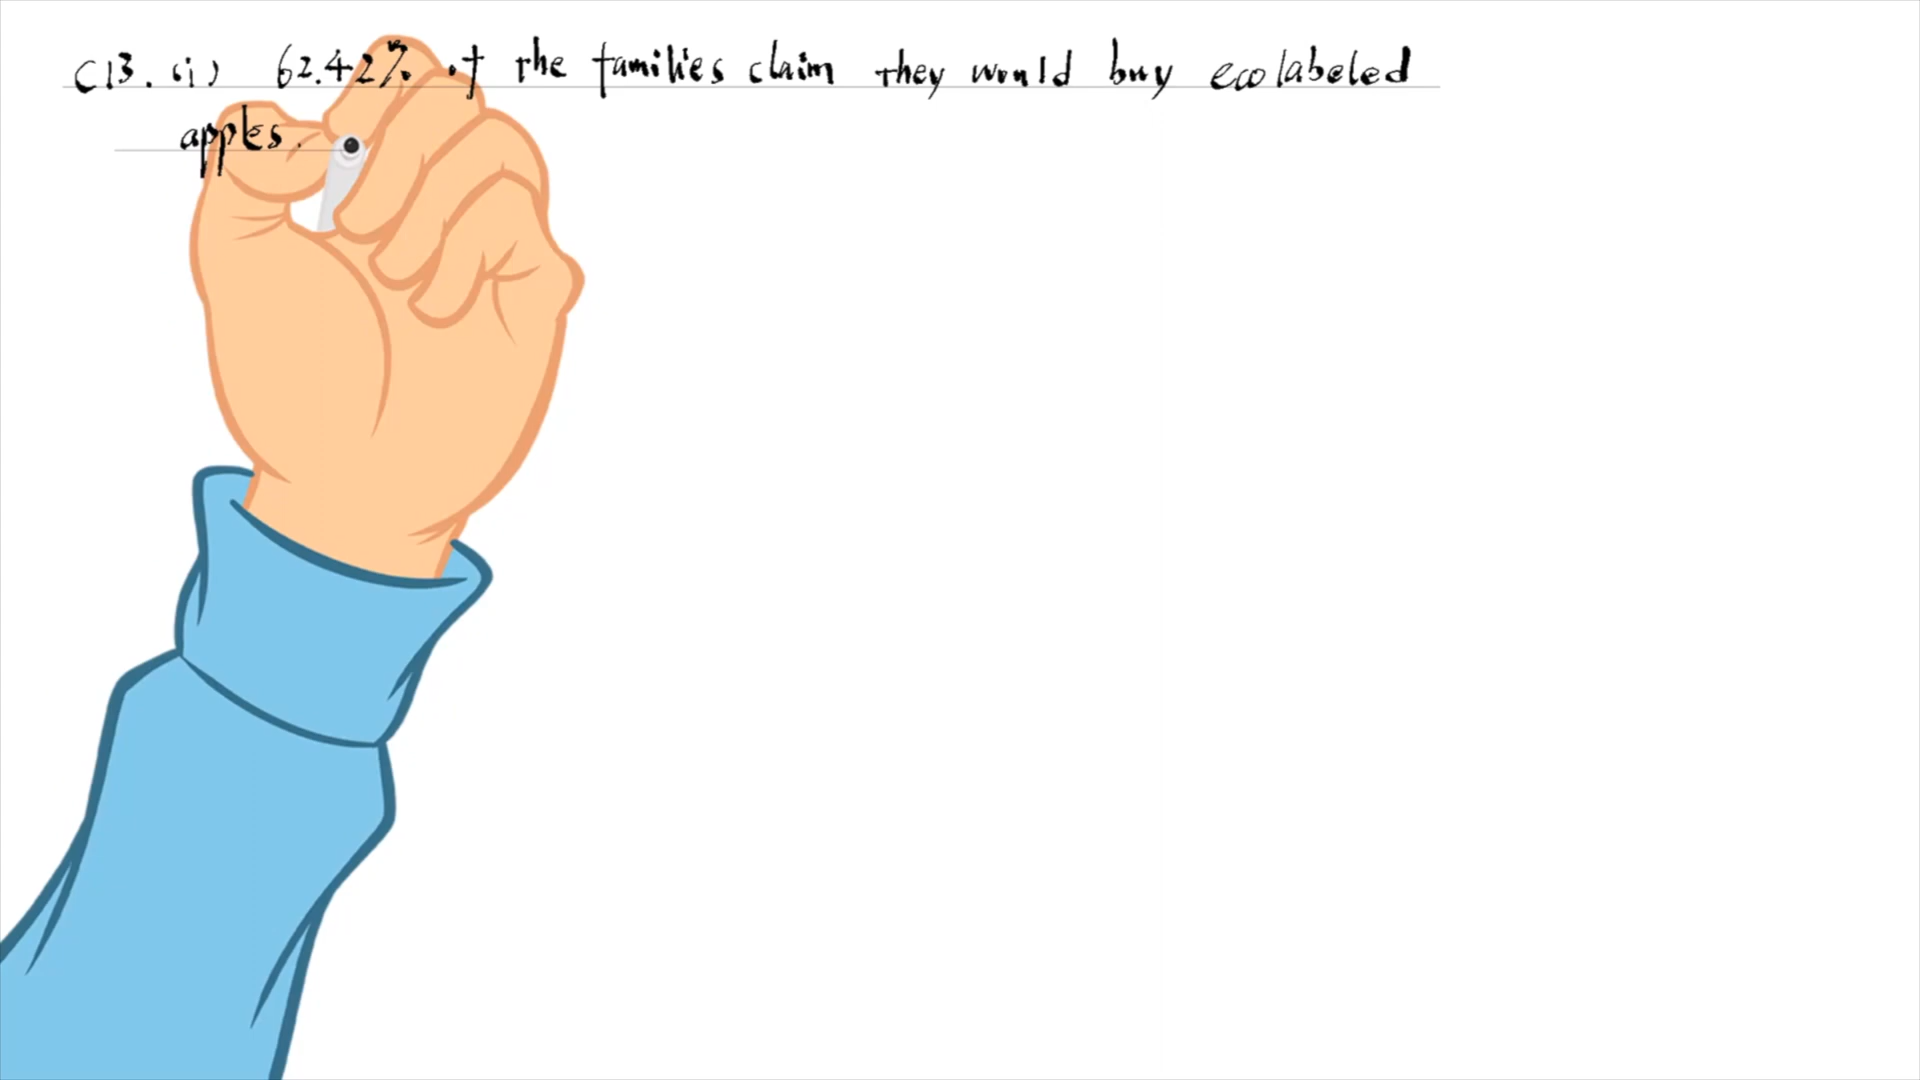 C13. (i) 62.42% of the families claim they would buy ecolabeled
apples.